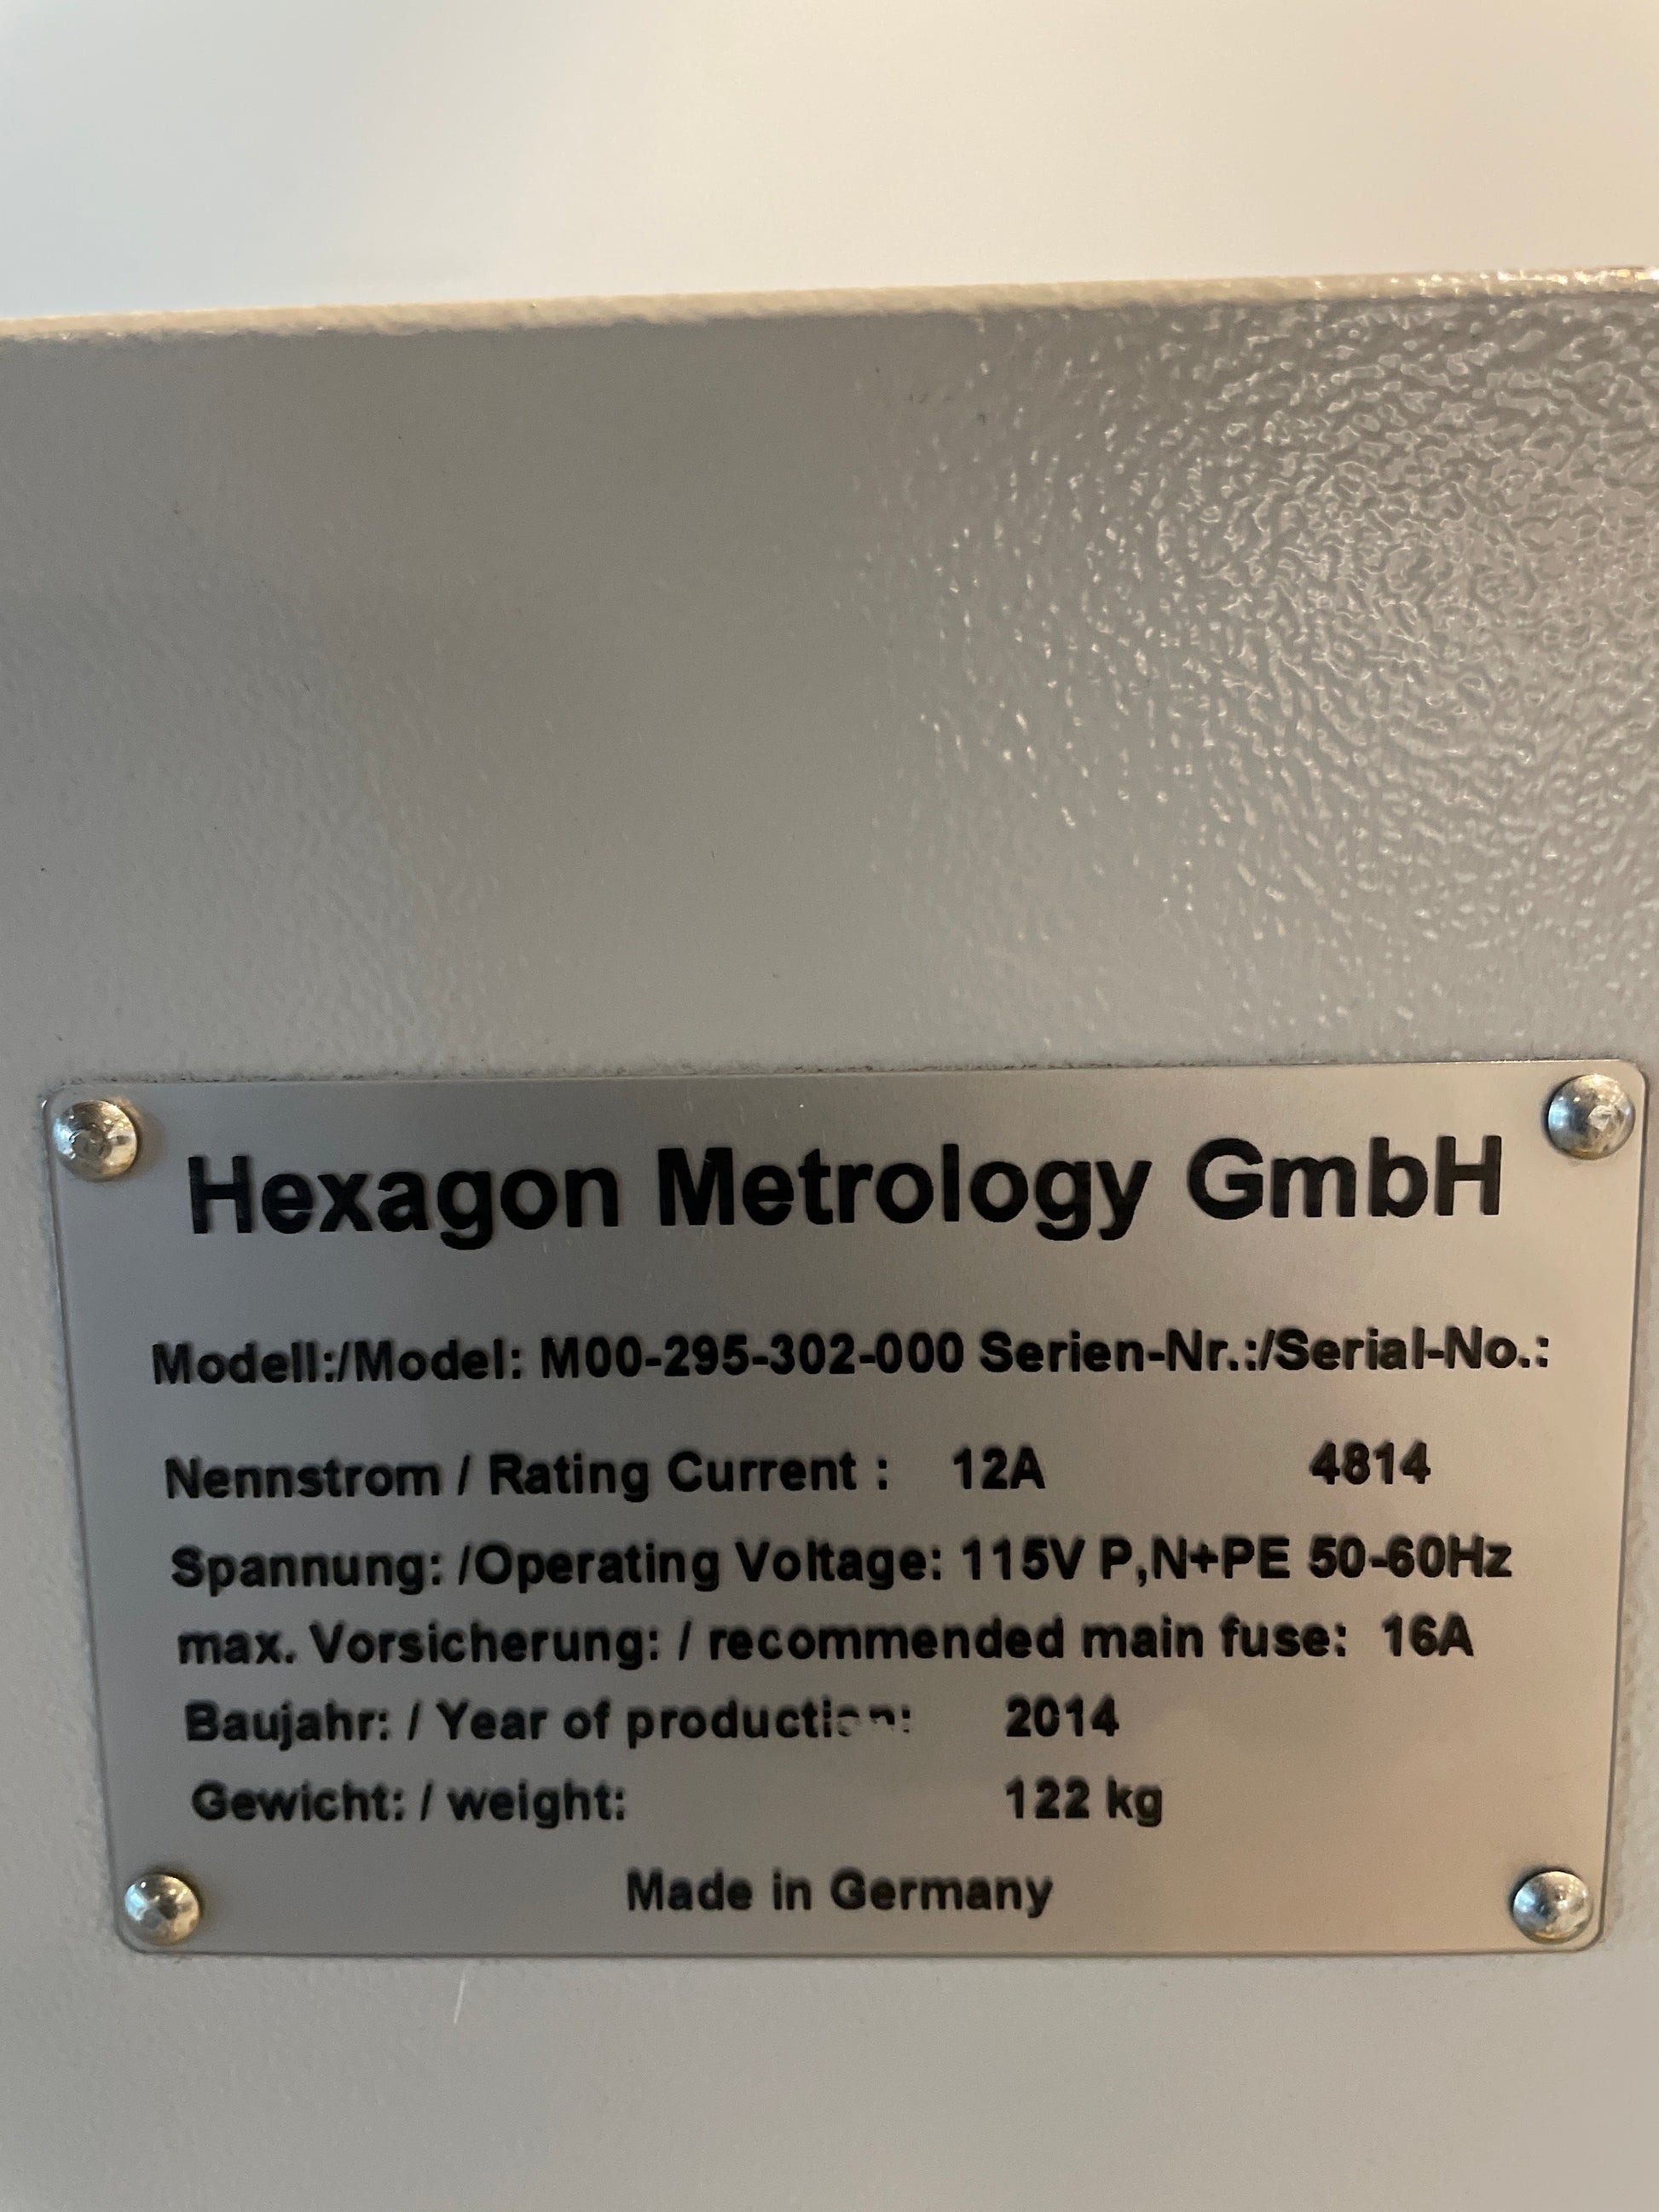 Hexagon Metrology GmbH
Modell:/Model: M00-295-302-000 Serien-Nr.:/Serial-No.:
Nennstrom / Rating Current : 12A 4814
Spannung: /Operating Voltage: 115V P,N+PE 50-60Hz
max. Vorsicherung: / recommended main fuse: 16A
Baujahr: / Year of production: 2014
Gewicht: / weight: 122 kg
Made in Germany